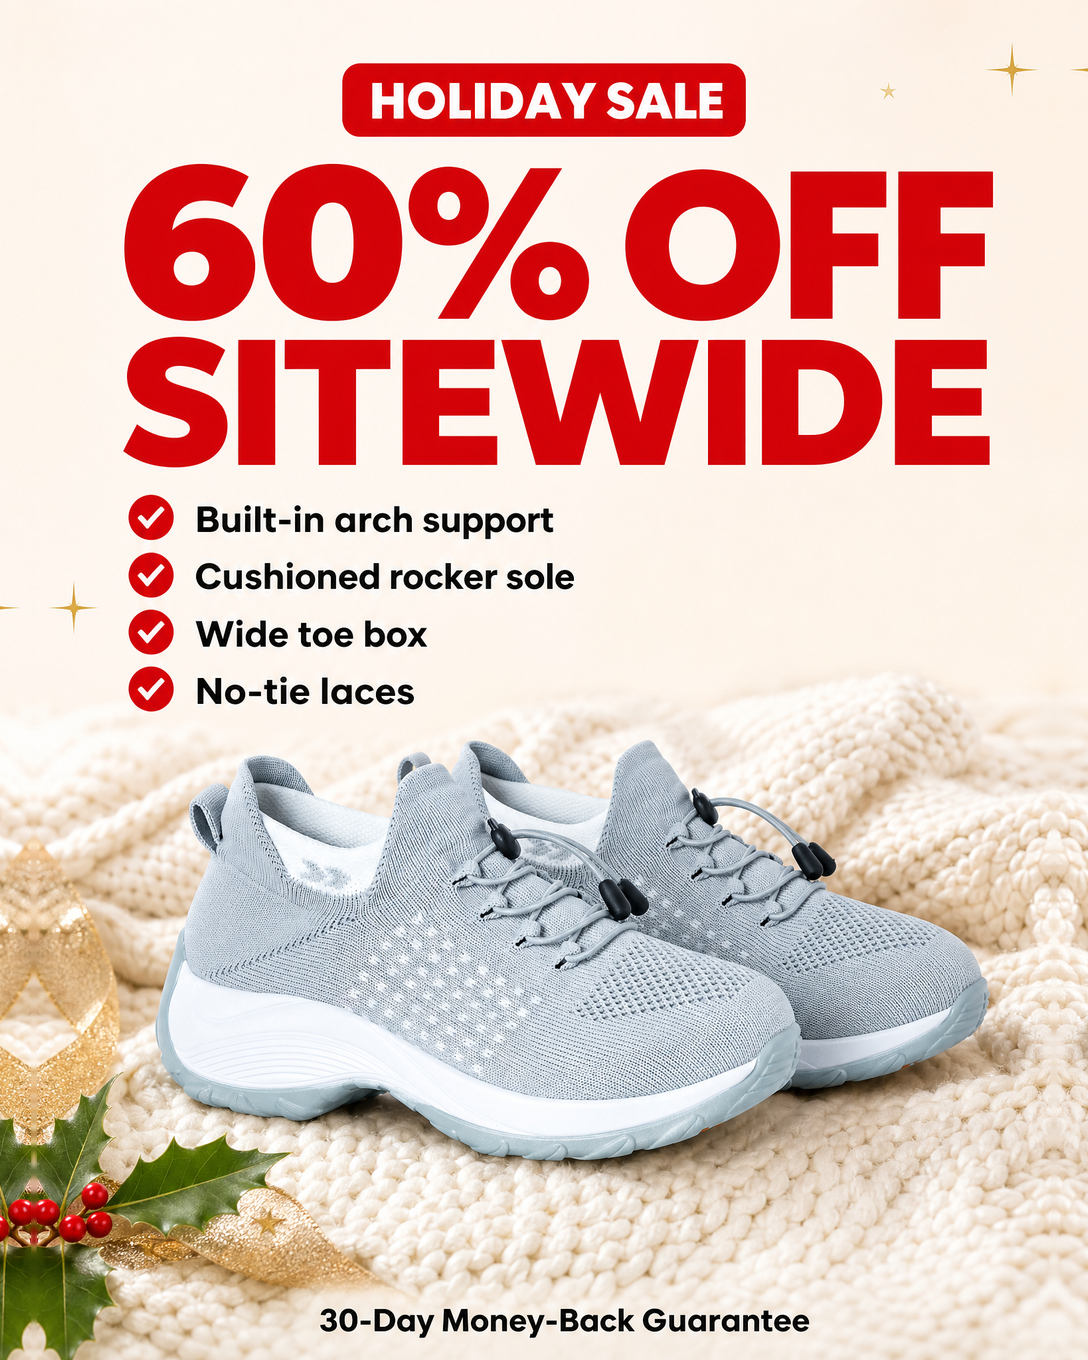 HOLIDAY SALE
60% OFF
SITEWIDE
Built-in arch support
Cushioned rocker sole
Wide toe box
No-tie laces
30-Day Money-Back Guarantee